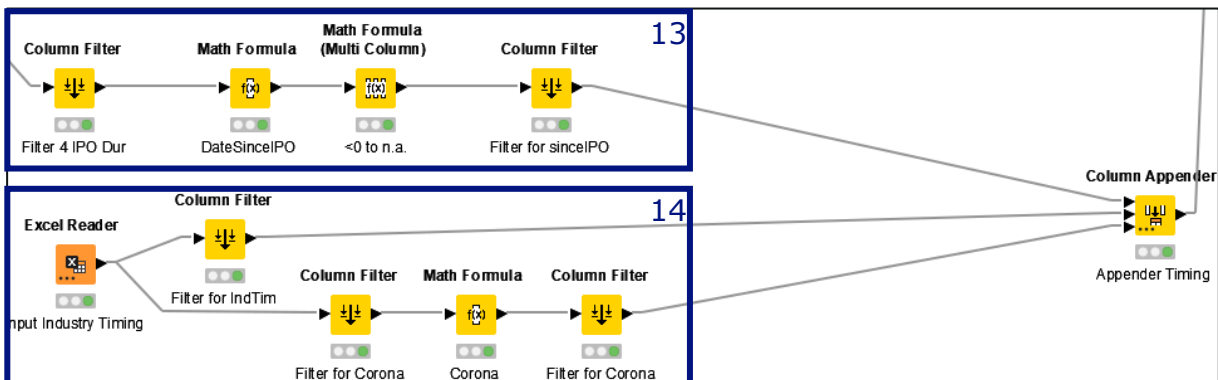 13
Column Filter
Math Formula
Math Formula
(Multi Column)
Column Filter
f(x)
f(x)
Filter 4 IPO Dur
DateSinceIPO
<0 to n.a.
Filter for sinceIPO
Column Appender
Appender Timing
14
Column Filter
Excel Reader
Filter for IndTim
nput Industry Timing
Column Filter
Math Formula
Column Filter
f(x)
Filter for Corona
Corona
Filter for Corona